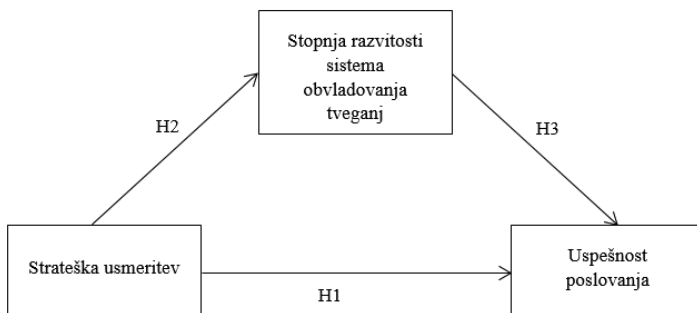 Stopnja razvitosti
sistema
obvladovanja
tveganj
H2
H3
Strateška usmeritev
Uspešnost
poslovanja
H1